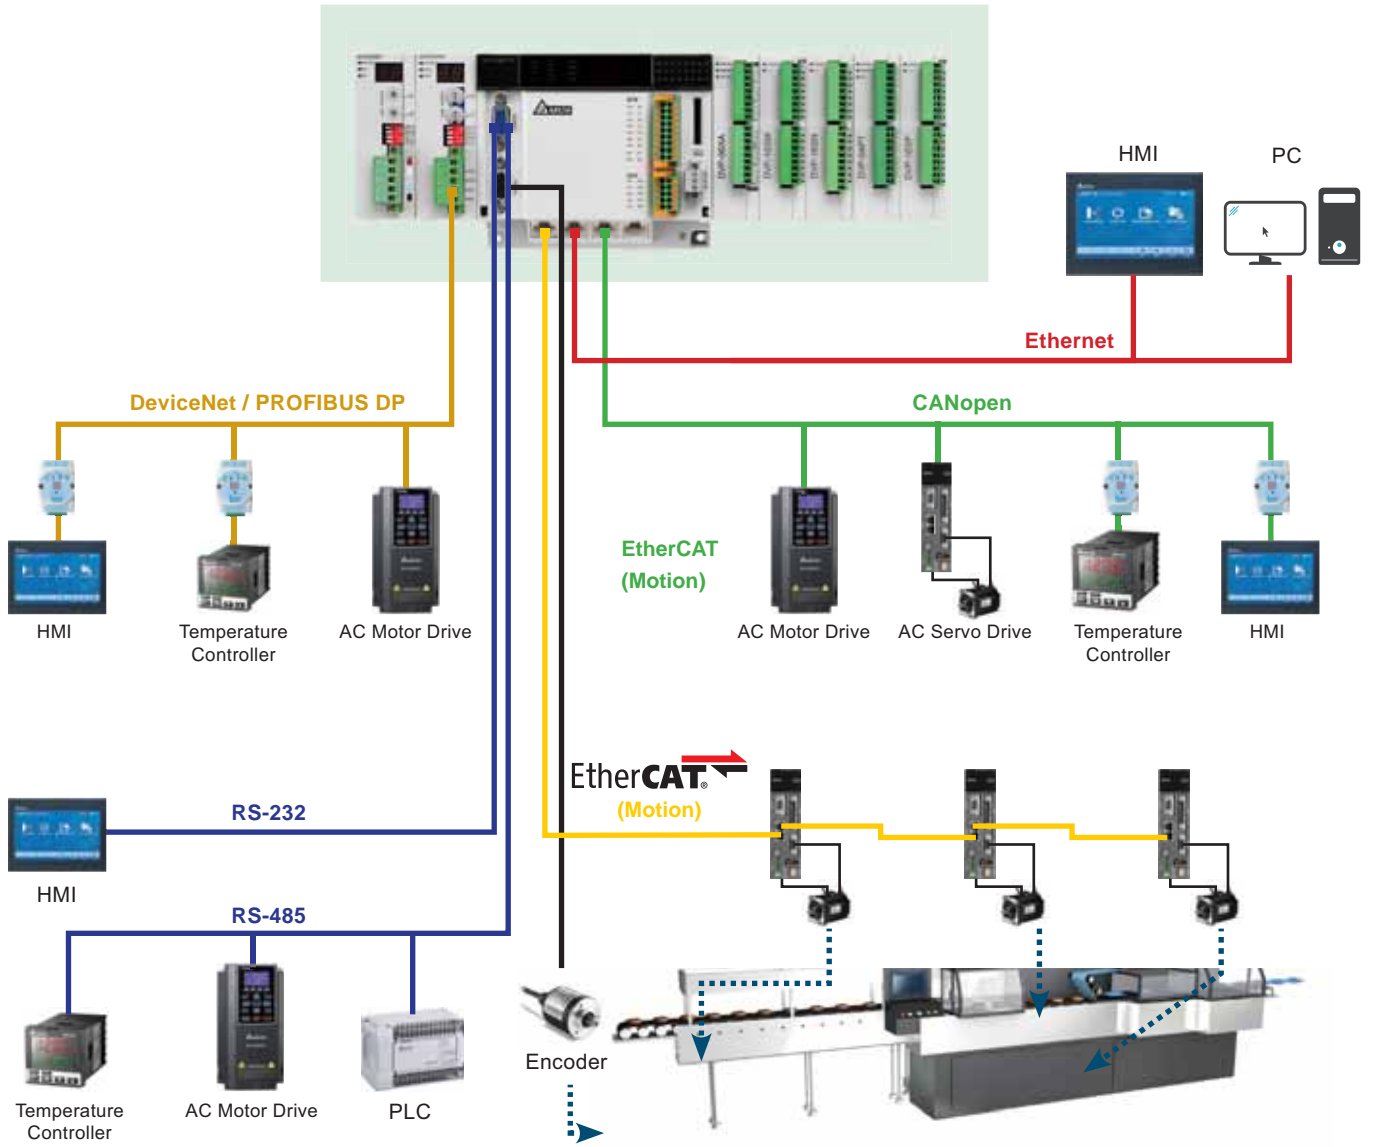 HMI
PC
Ethernet
DeviceNet / PROFIBUS DP
CANopen
EtherCAT
(Motion)
HMI
Temperature
Controller
AC Motor Drive
AC Motor Drive
AC Servo Drive
Temperature
Controller
HMI
EtherCAT®
(Motion)
RS-232
HMI
RS-485
Encoder
Temperature
Controller
AC Motor Drive
PLC